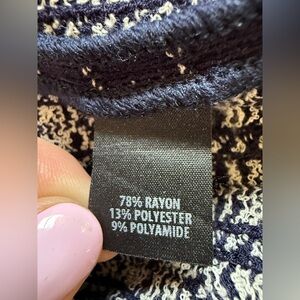 78% RAYON
13% POLYESTER
9% POLYAMIDE